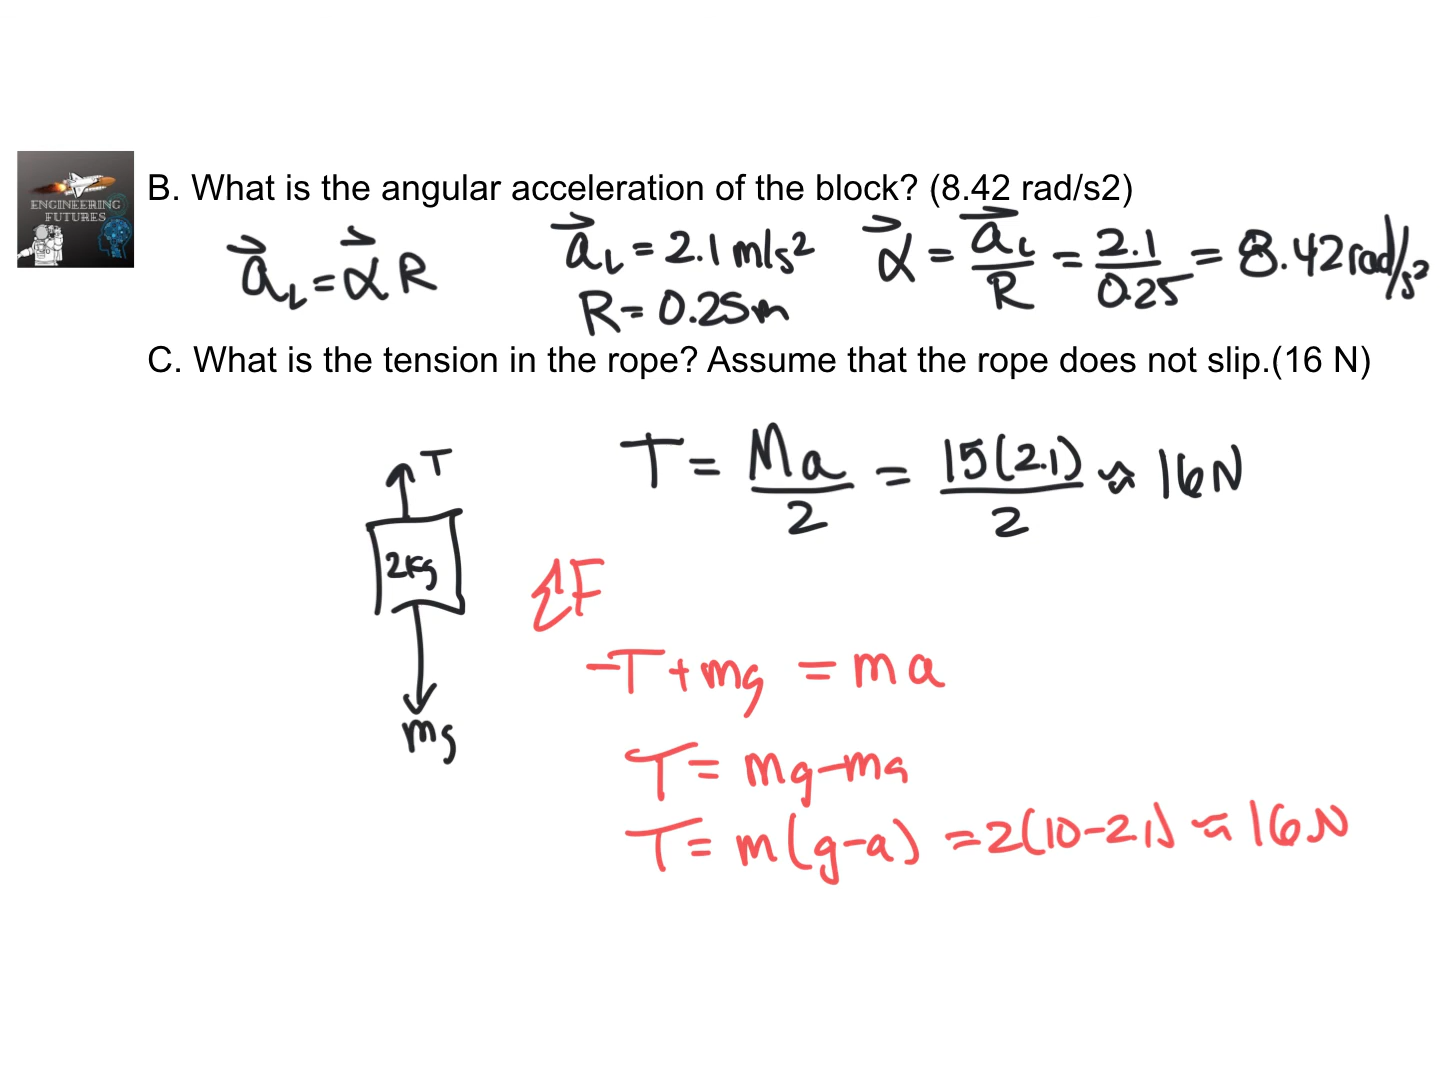 ENGINEERING
FUTURES
B. What is the angular acceleration of the block? (8.42 rad/s2)
a⃗_L = α⃗ R
a⃗_L = 2.1 m/s²
R = 0.25m
α⃗ = a⃗_L / R = 2.1 / 0.25 = 8.42 rad/s²
C. What is the tension in the rope? Assume that the rope does not slip.(16 N)
T
2kg
mg
T = Ma / 2 = 15(2.1) / 2 ≈ 16N
ΣF
-T + mg = ma
T = mg - ma
T = m(g-a) = 2(10-2.1) ≈ 16N